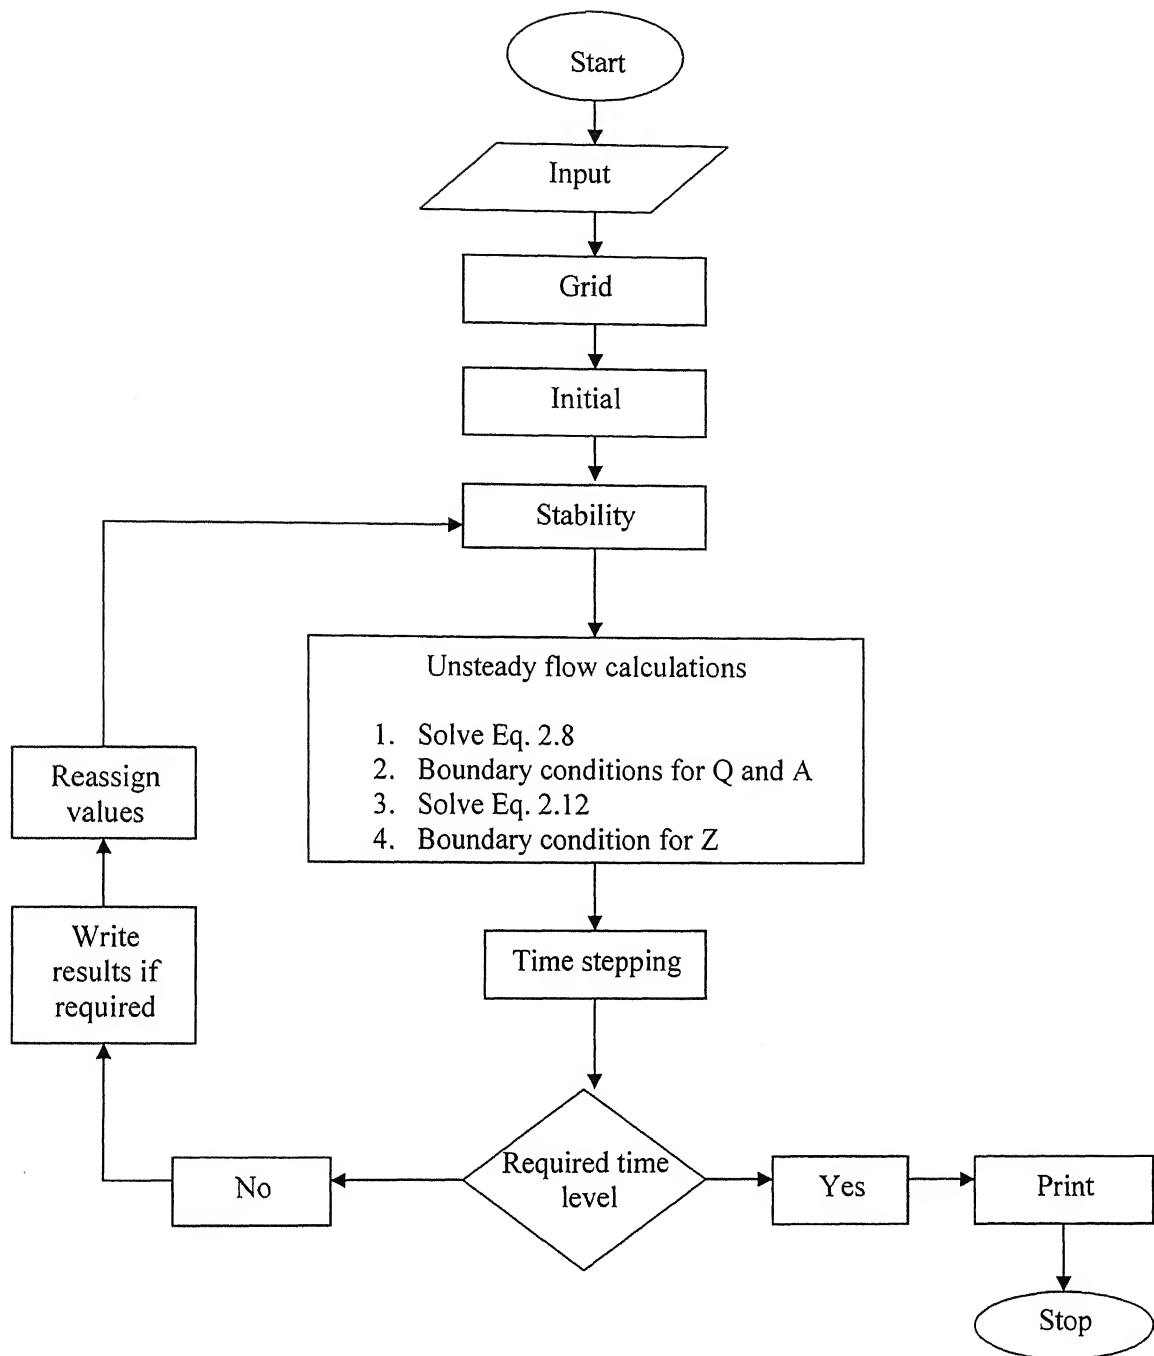 Start
Input
Grid
Initial
Stability
Unsteady flow calculations
1. Solve Eq. 2.8
2. Boundary conditions for Q and A
3. Solve Eq. 2.12
4. Boundary condition for Z
Reassign
values
Write
results if
required
Time stepping
Required time
level
No
Yes
Print
Stop